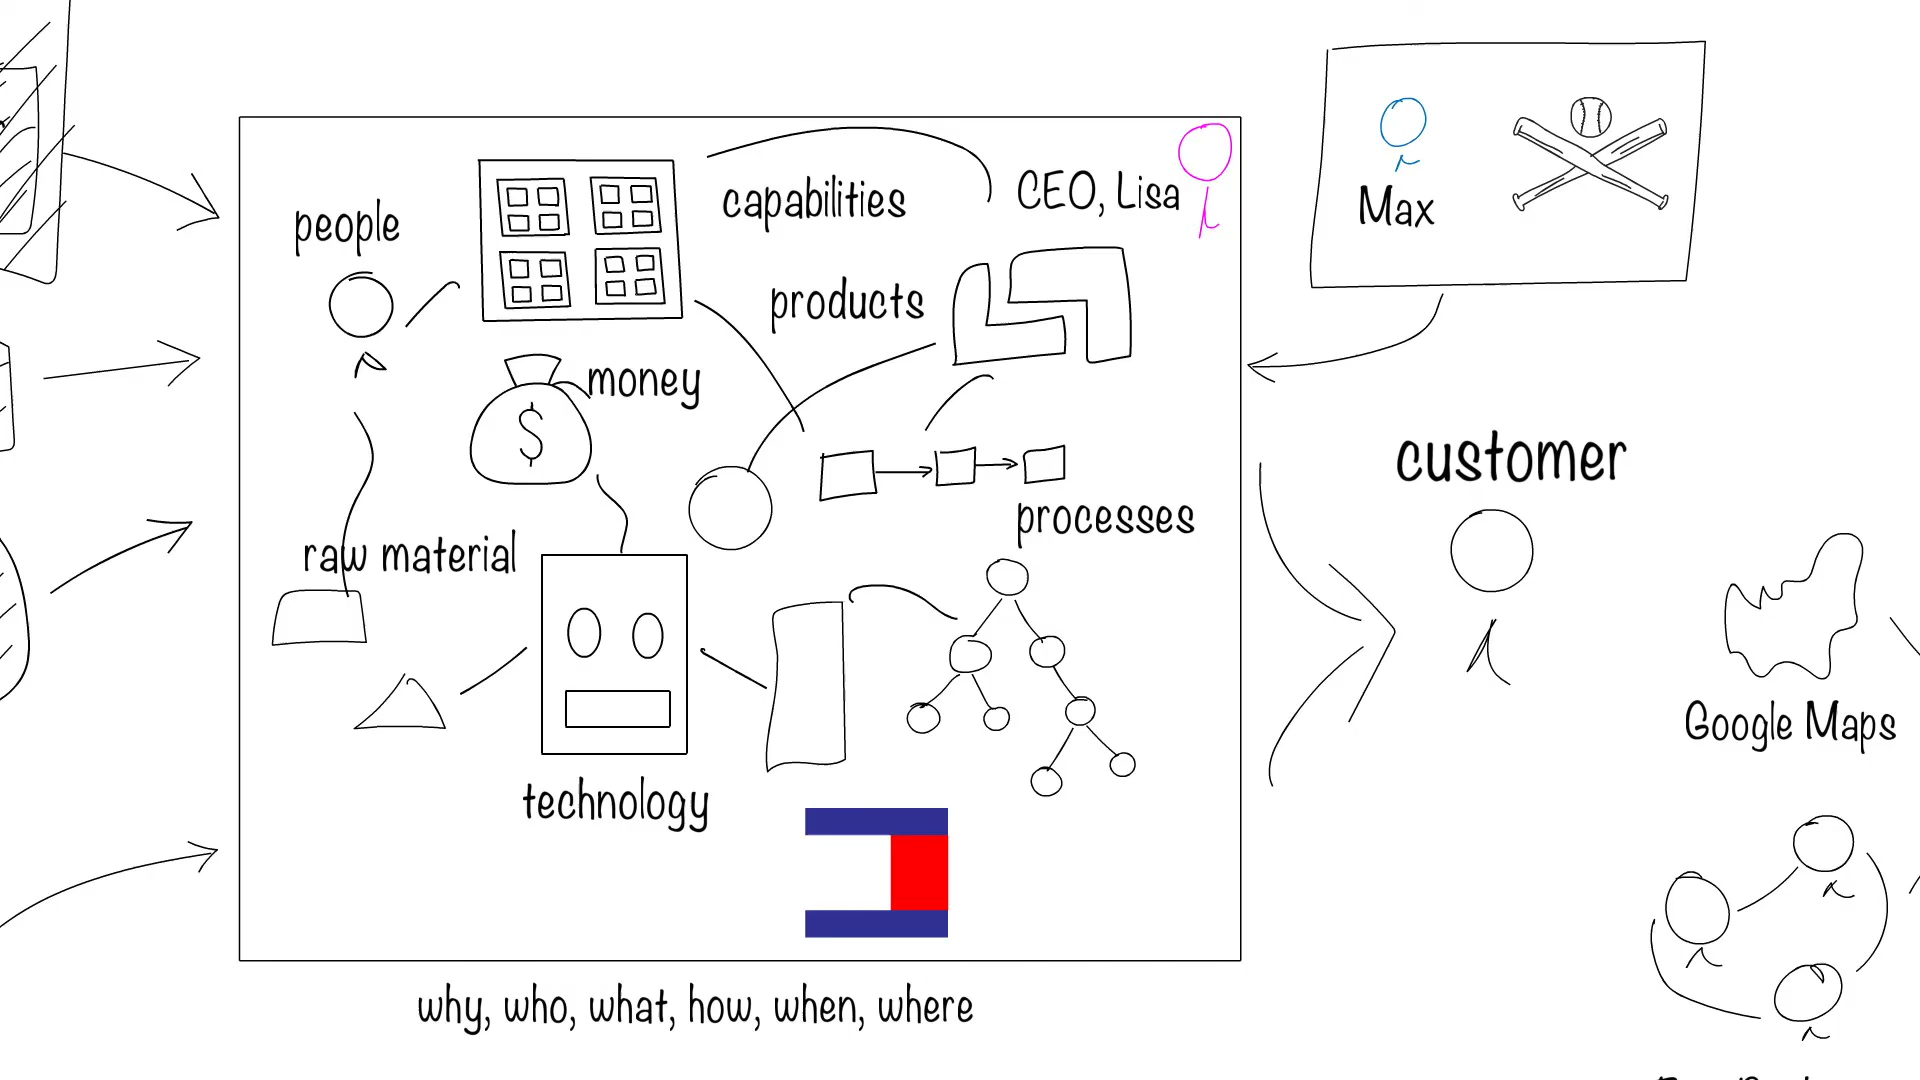 people
capabilities
CEO, Lisa
Max
products
money
$
customer
processes
raw material
Google Maps
technology
why, who, what, how, when, where